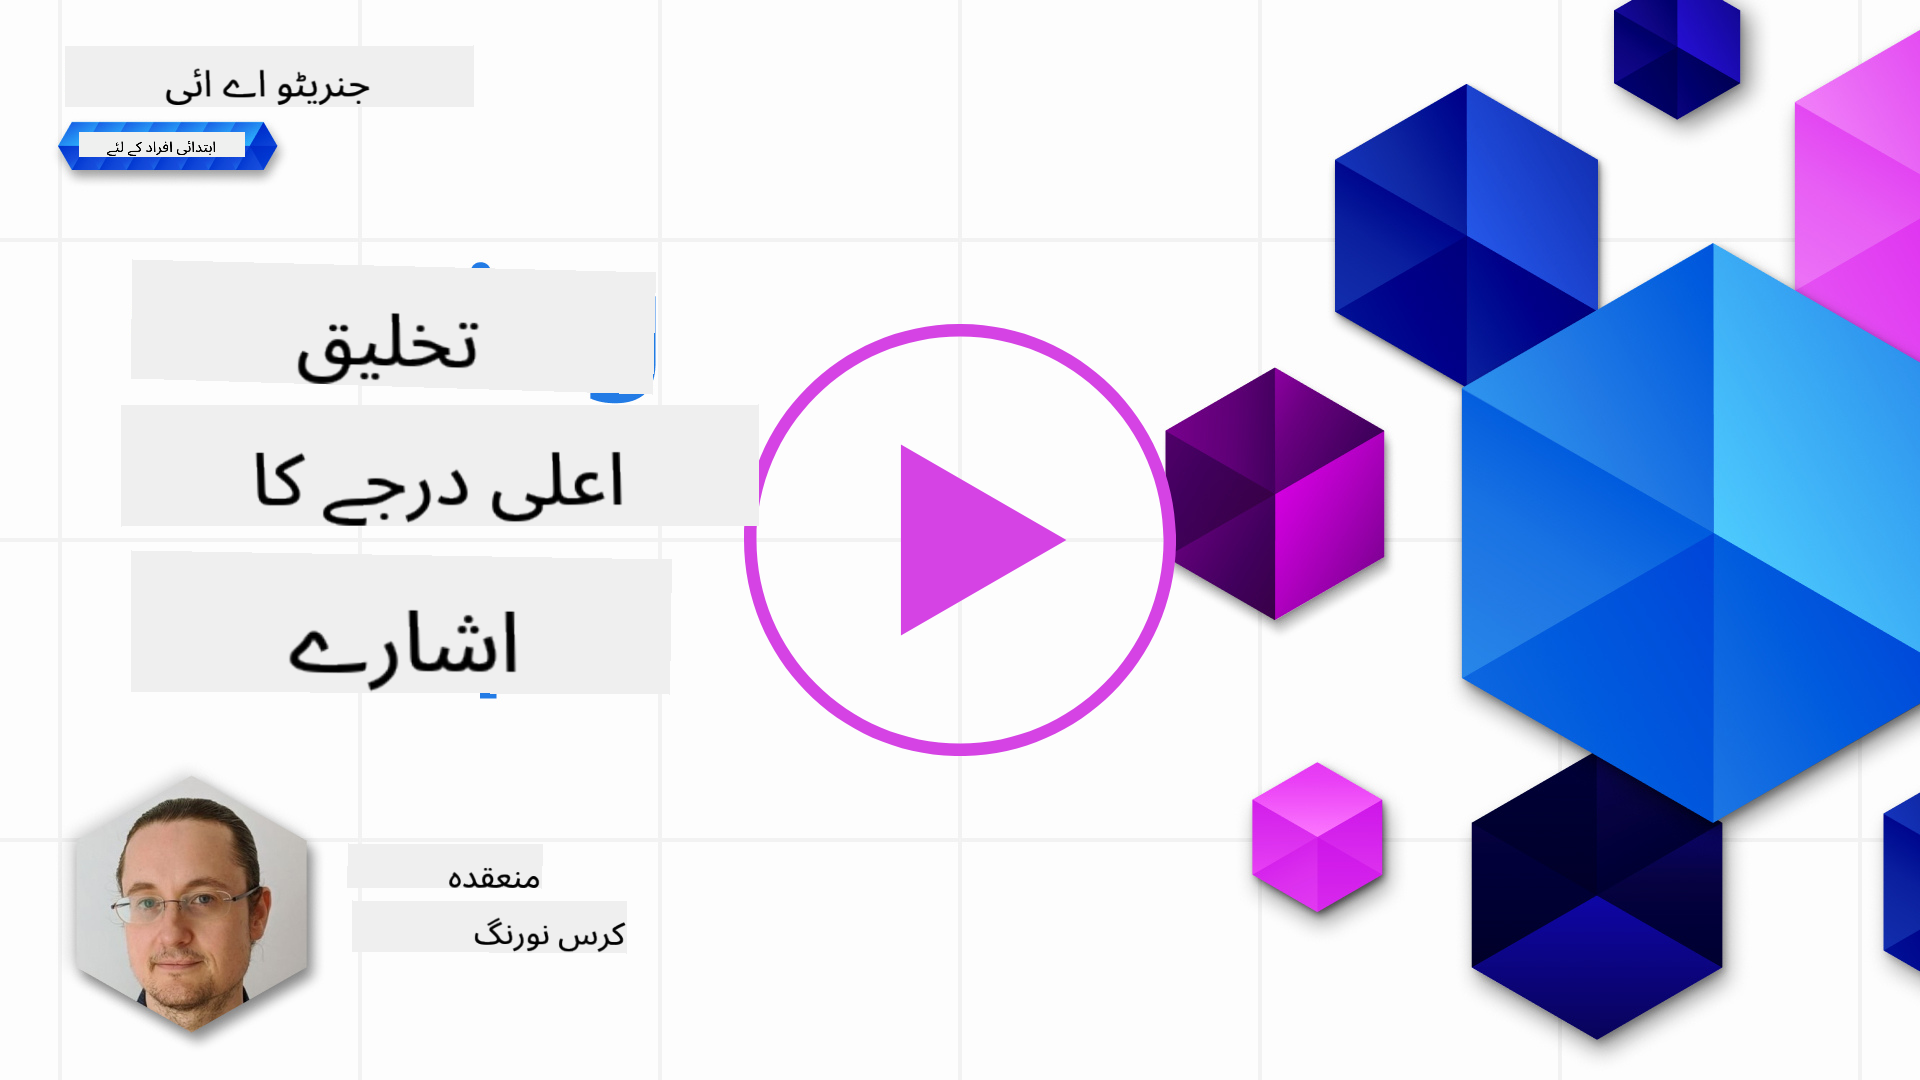 جنریٹو اے ائی
ابتدائی افراد کے لئے
تخلیق
اعلی درجے کا
اشارے
منعقدہ
کرس نورنگ